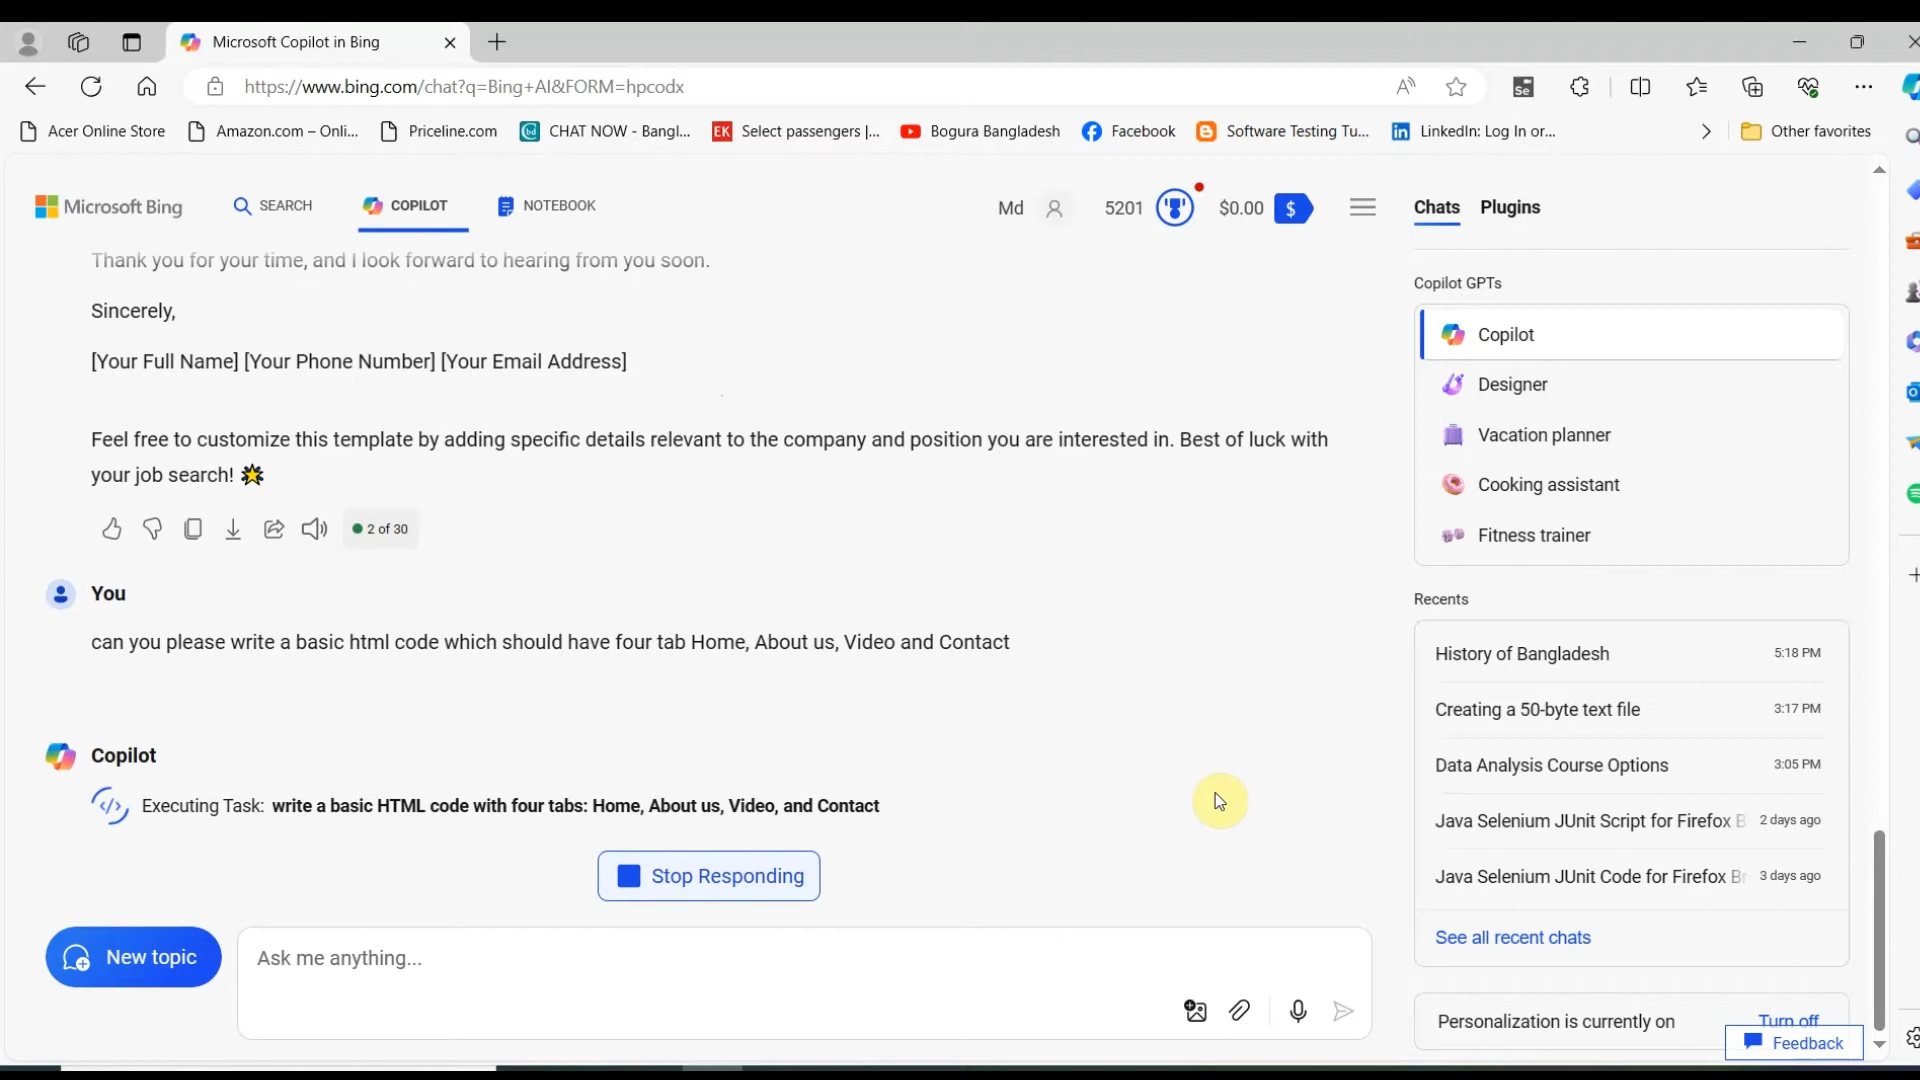 Microsoft Copilot in Bing
https://www.bing.com/chat?q=Bing+AI&FORM=hpcodx
Acer Online Store
Amazon.com – Onli...
Priceline.com
CHAT NOW - Bangl...
EK Select passengers |...
Bogura Bangladesh
Facebook
Software Testing Tu...
in LinkedIn: Log In or...
Other favorites
Se
Microsoft Bing
SEARCH
COPILOT
NOTEBOOK
Md
5201
$0.00 $
Chats Plugins
Thank you for your time, and I look forward to hearing from you soon.
Sincerely,
[Your Full Name] [Your Phone Number] [Your Email Address]
Feel free to customize this template by adding specific details relevant to the company and position you are interested in. Best of luck with
your job search! 🌟
2 of 30
You
can you please write a basic html code which should have four tab Home, About us, Video and Contact
Copilot
Executing Task: write a basic HTML code with four tabs: Home, About us, Video, and Contact
Stop Responding
New topic
Ask me anything...
Copilot GPTs
Copilot
Designer
Vacation planner
Cooking assistant
Fitness trainer
Recents
History of Bangladesh 5:18 PM
Creating a 50-byte text file 3:17 PM
Data Analysis Course Options 3:05 PM
Java Selenium JUnit Script for Firefox B 2 days ago
Java Selenium JUnit Code for Firefox Br 3 days ago
See all recent chats
Personalization is currently on Turn off
Feedback